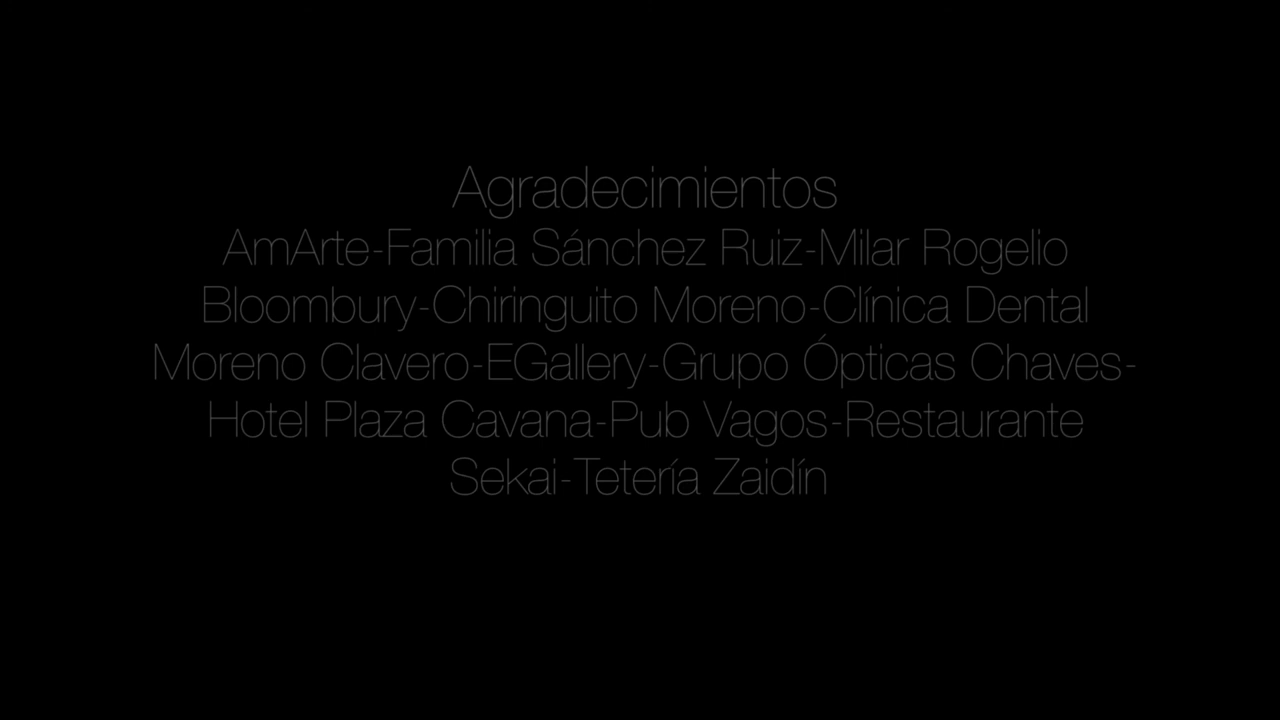 Agradecimientos
AmArte-Familia Sánchez Ruiz-Milar Rogelio
Bloombury-Chiringuito Moreno-Clínica Dental
Moreno Clavero-EGallery-Grupo Ópticas Chaves-
Hotel Plaza Cavana-Pub Vagos-Restaurante
Sekai-Tetería Zaidín